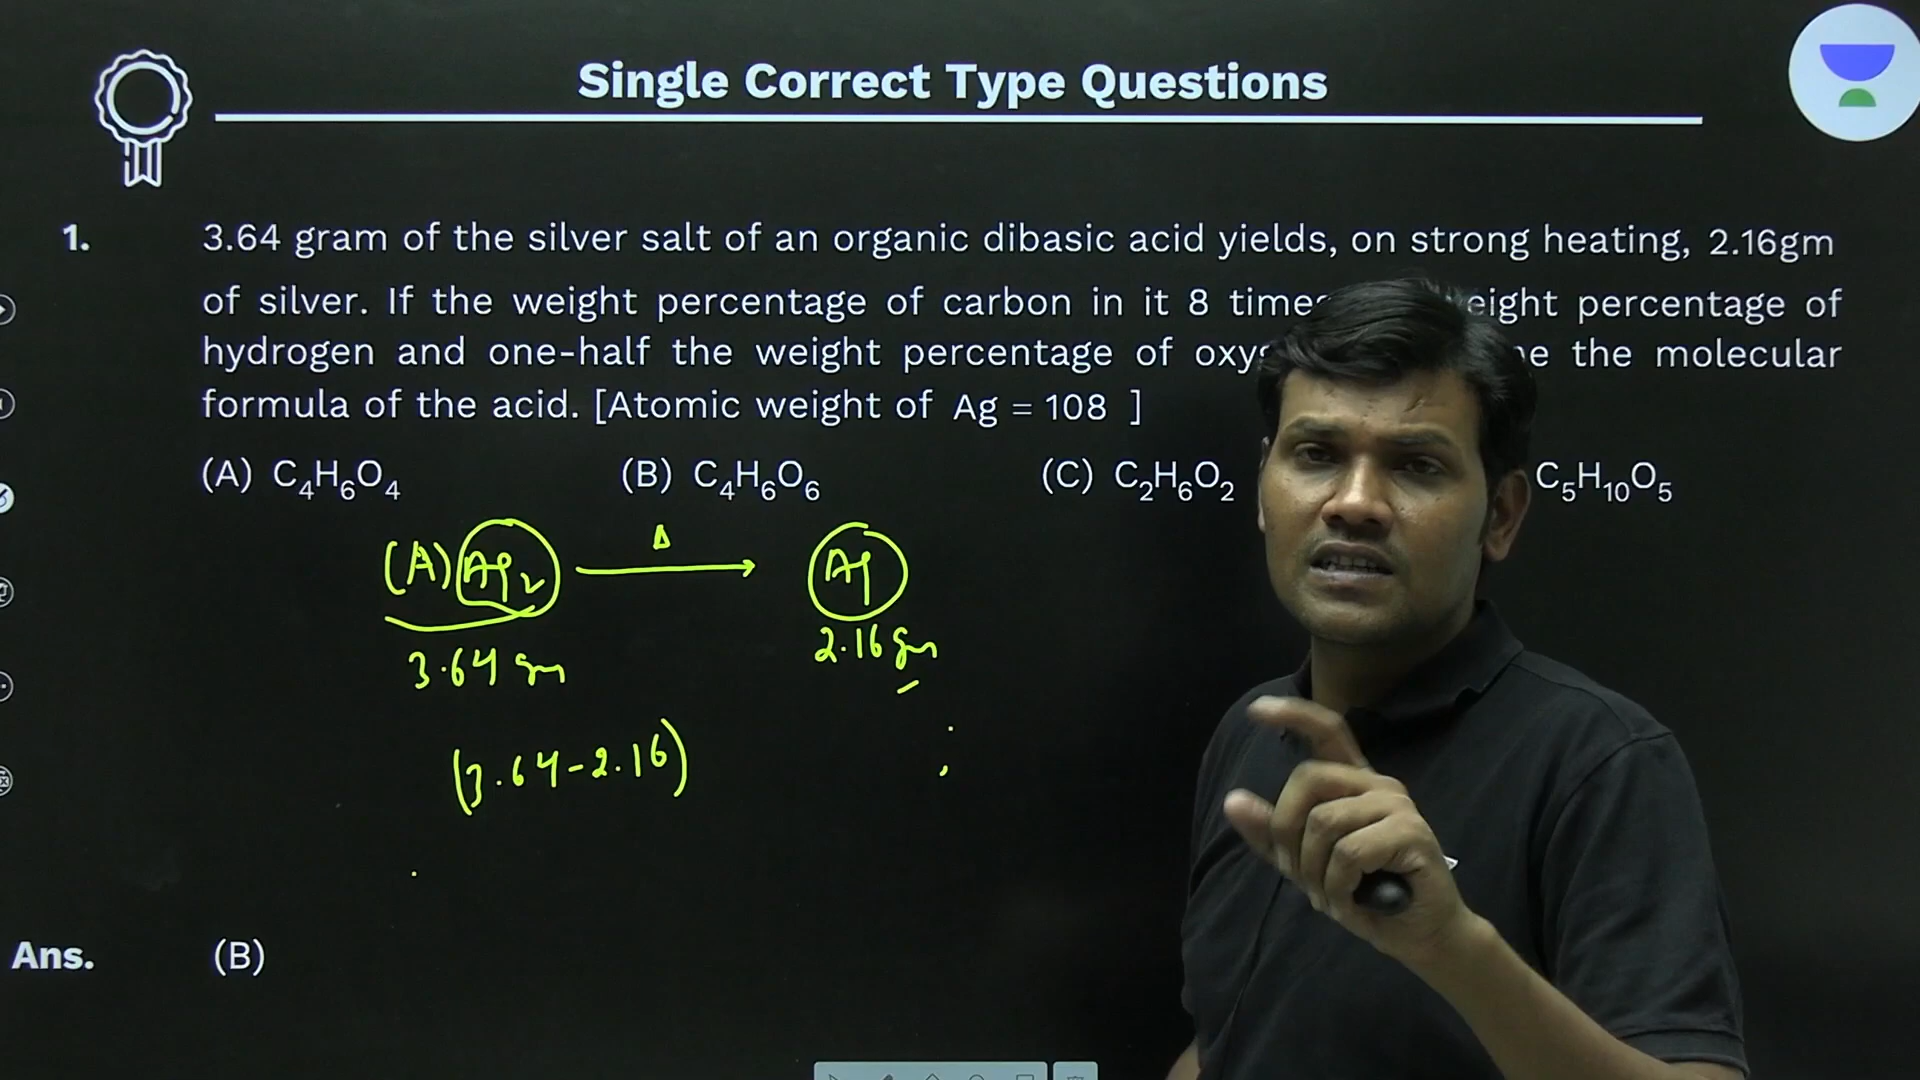 Single Correct Type Questions
1. 3.64 gram of the silver salt of an organic dibasic acid yields, on strong heating, 2.16gm
of silver. If the weight percentage of carbon in it 8 times eight percentage of
hydrogen and one-half the weight percentage of the molecular
formula of the acid. [Atomic weight of Ag = 108 ]
(A) C₄H₆O₄ (B) C₄H₆O₆ (C) C₂H₆O₂ C₅H₁₀O₅
(A) Ag₂ Δ → Ag
3.64 gm 2.16 gm
(3.64-2.16)
Ans. (B)